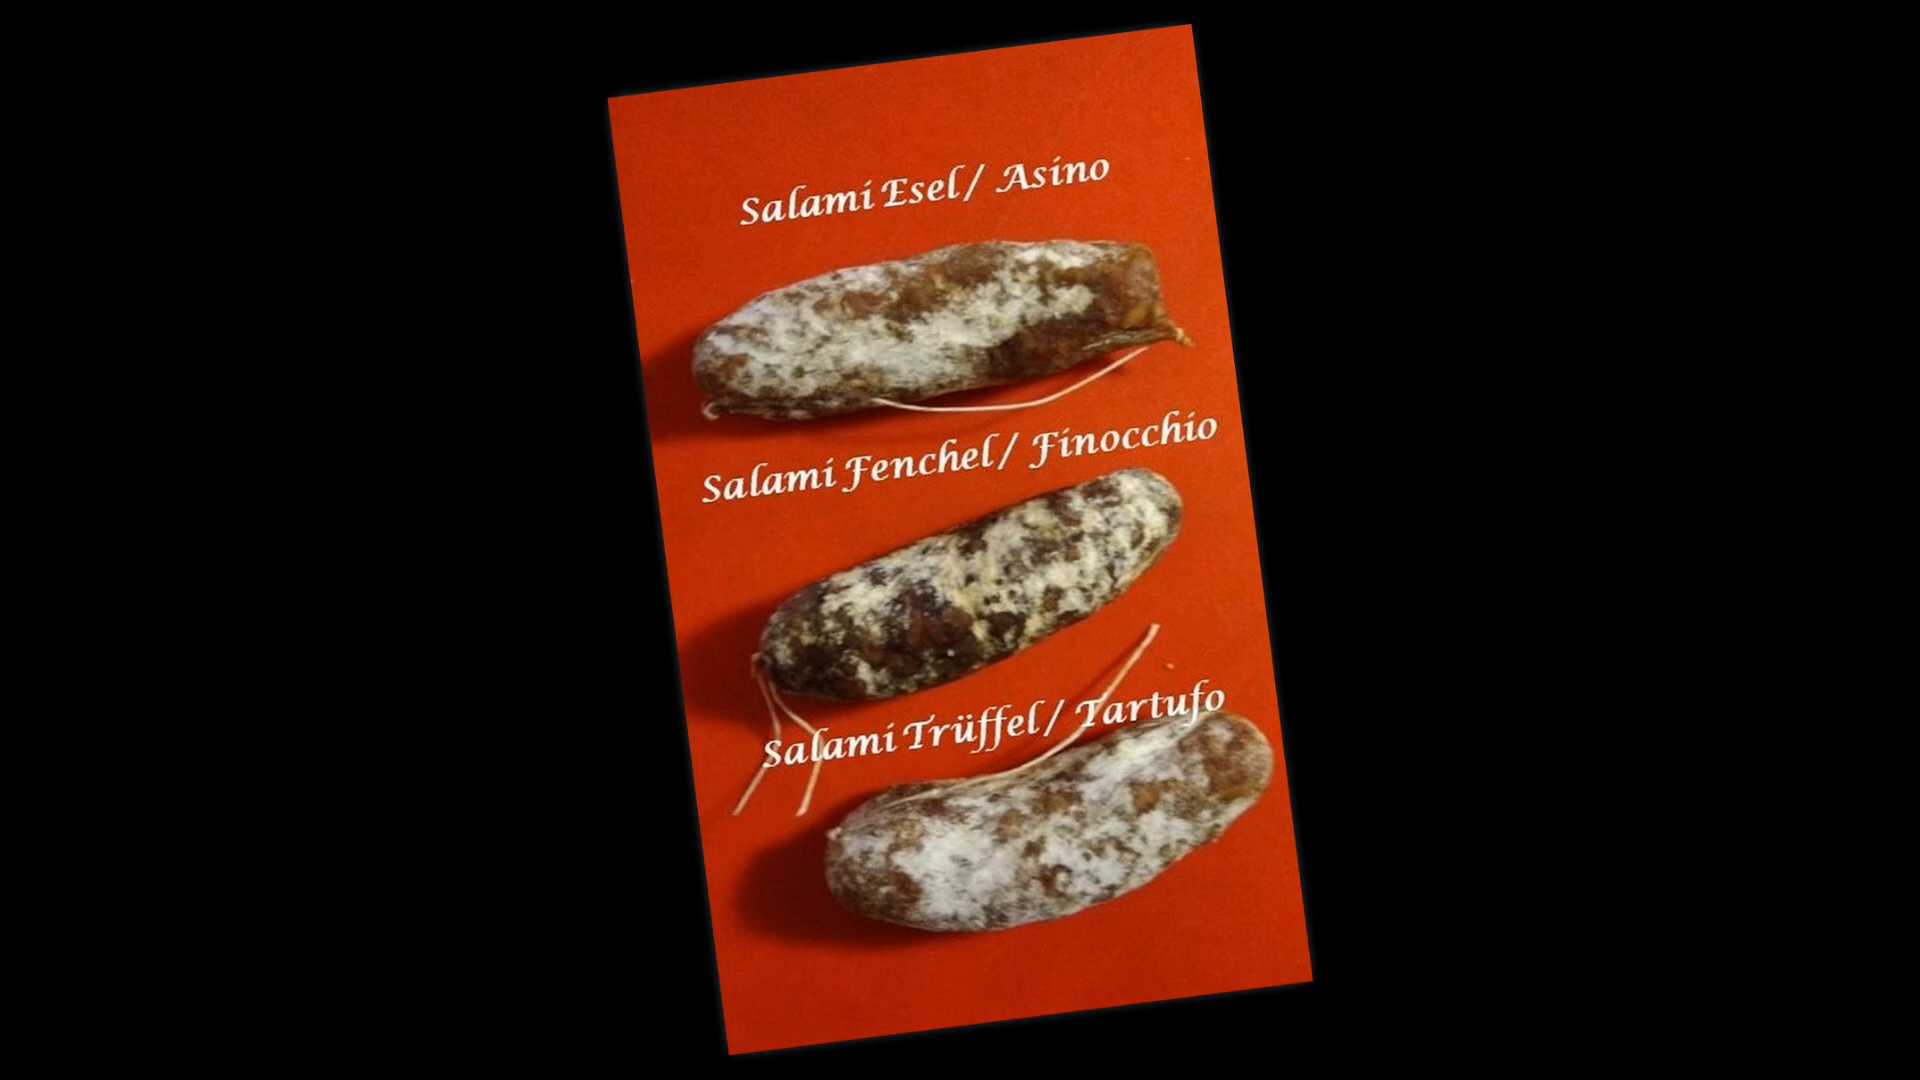 Salami Esel/ Asino
Salami Fenchel/ Finocchio
Salami Trüffel/ Tartufo